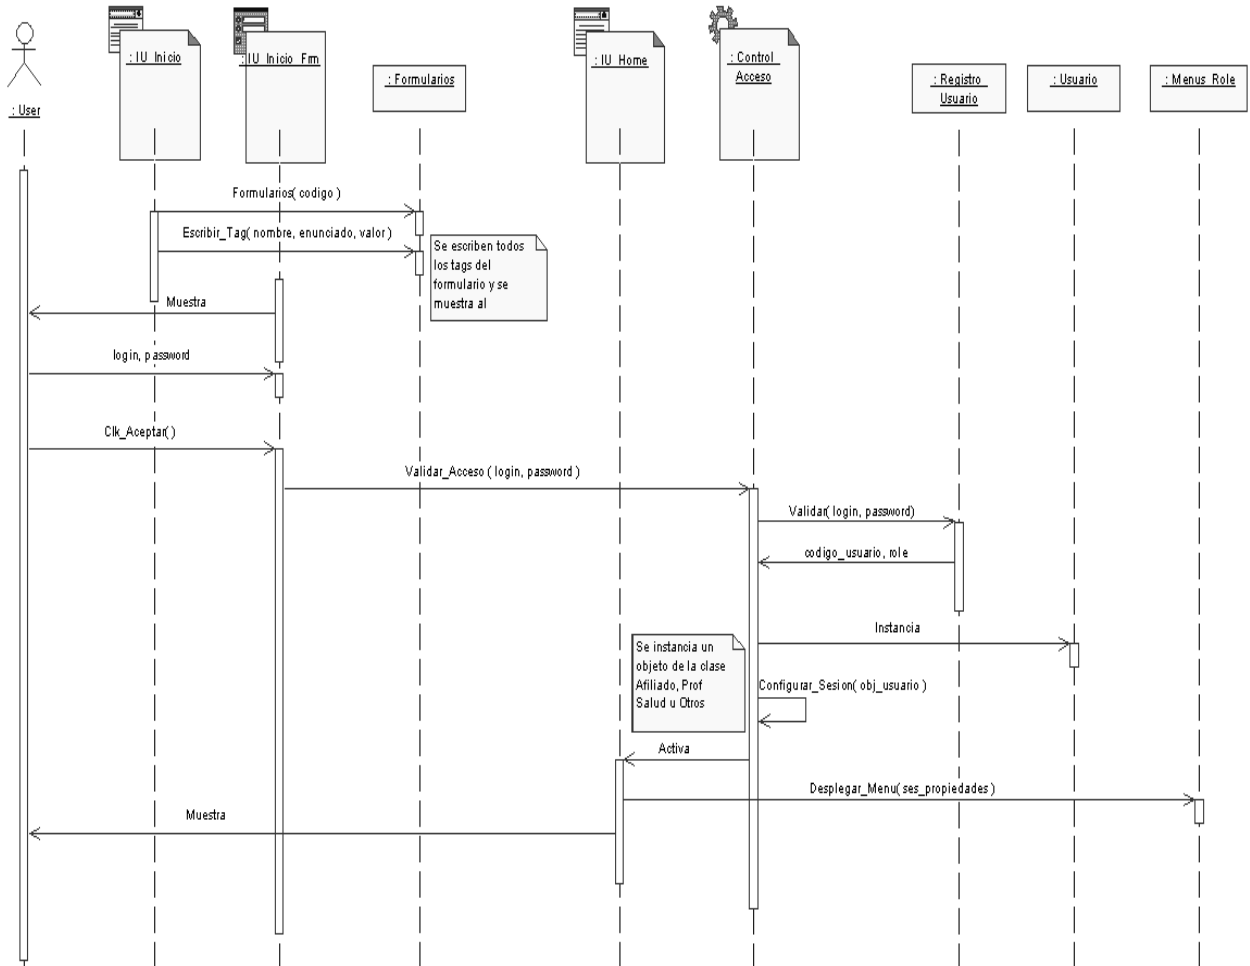 : IU_Inicio
: IU_Inicio_Frm
: IU_Home
: Control_
Acceso
: Formularios
: Registro_
Usuario
: Usuario
: Menus_Role
: User
Formularios( codigo )
Escribir_Tag( nombre, enunciado, valor )
Se escriben todos
los tags del
formulario y se
muestra al
Muestra
login, password
Clk_Aceptar( )
Validar_Acceso ( login, password )
Validar( login, password)
codigo_usuario, role
Instancia
Se instancia un
objeto de la clase
Afiliado, Prof
Salud u Otros
Configurar_Sesion( obj_usuario )
Activa
Desplegar_Menu( ses_propiedades )
Muestra